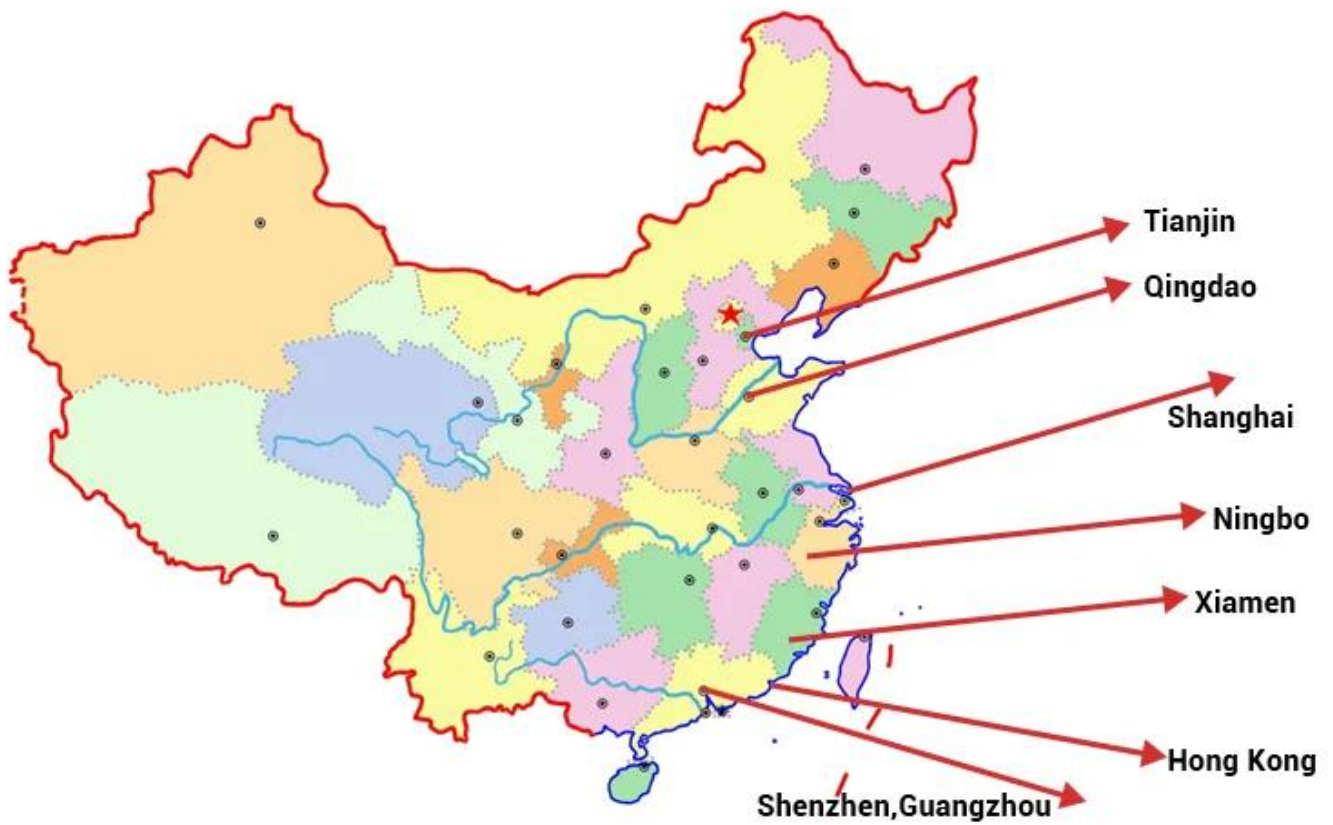 Tianjin
Qingdao
Shanghai
Ningbo
Xiamen
Hong Kong
Shenzhen,Guangzhou